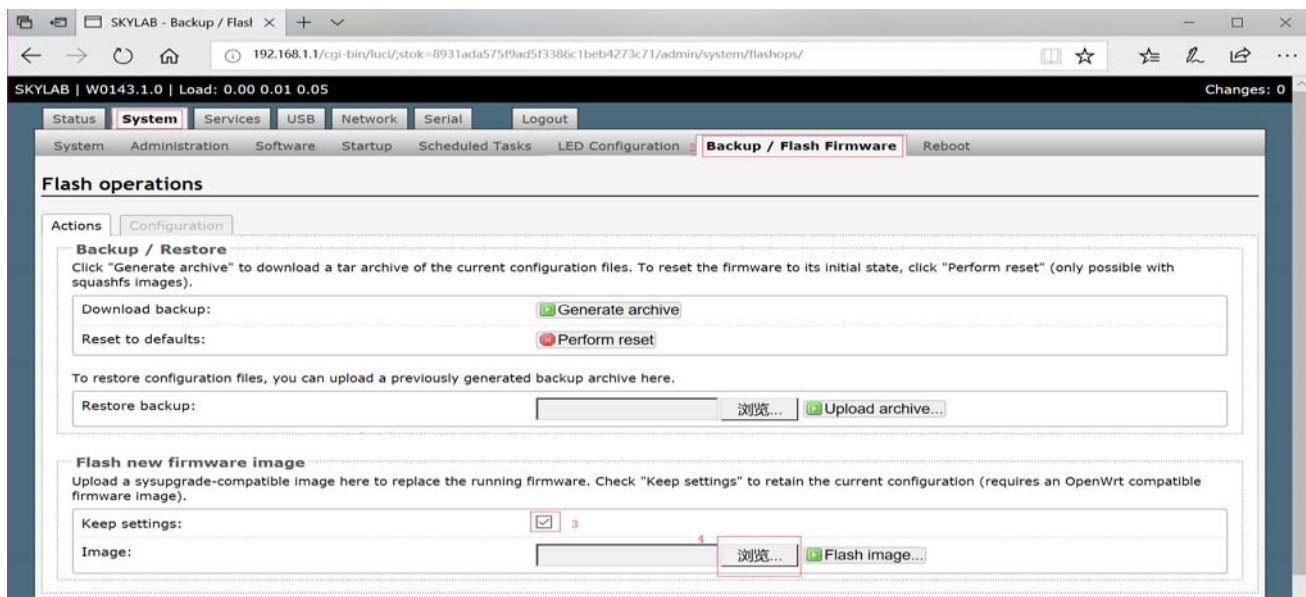 SKYLAB - Backup / Flasl
192.168.1.1/cgi-bin/luci/;stok=8931ada575f9ad5f3386c1beb4273c71/admin/system/flashops/
SKYLAB | W0143.1.0 | Load: 0.00 0.01 0.05 Changes: 0
Status System Services USB Network Serial Logout
System Administration Software Startup Scheduled Tasks LED Configuration 2 Backup / Flash Firmware Reboot
Flash operations
Actions Configuration
Backup / Restore
Click "Generate archive" to download a tar archive of the current configuration files. To reset the firmware to its initial state, click "Perform reset" (only possible with
squashfs images).
Download backup: Generate archive
Reset to defaults: Perform reset
To restore configuration files, you can upload a previously generated backup archive here.
Restore backup: 浏览... Upload archive...
Flash new firmware image
Upload a sysupgrade-compatible image here to replace the running firmware. Check "Keep settings" to retain the current configuration (requires an OpenWrt compatible
firmware image).
Keep settings: 3
4
Image: 浏览... Flash image...